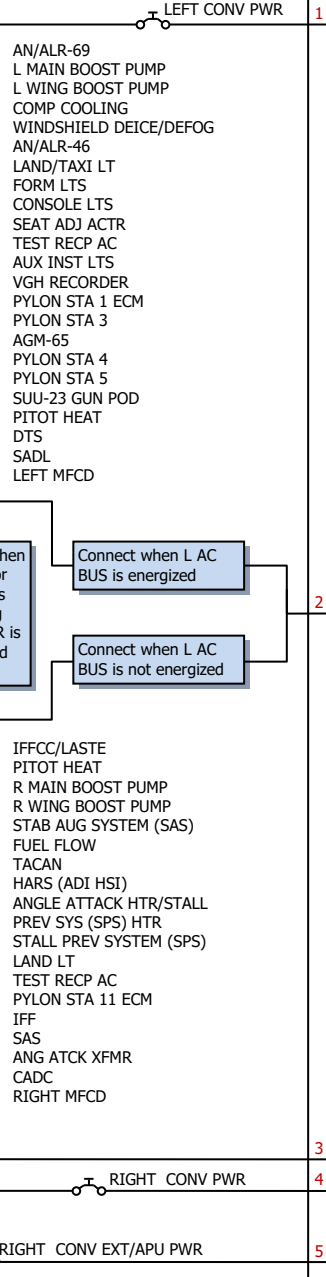 LEFT CONV PWR
1
AN/ALR-69
L MAIN BOOST PUMP
L WING BOOST PUMP
COMP COOLING
WINDSHIELD DEICE/DEFOG
AN/ALR-46
LAND/TAXI LT
FORM LTS
CONSOLE LTS
SEAT ADJ ACTR
TEST RECP AC
AUX INST LTS
VGH RECORDER
PYLON STA 1 ECM
PYLON STA 3
AGM-65
PYLON STA 4
PYLON STA 5
SUU-23 GUN POD
PITOT HEAT
DTS
SADL
LEFT MFCD
Connect when L AC
BUS is energized
2
is
Connect when L AC
BUS is not energized
IFFCC/LASTE
PITOT HEAT
R MAIN BOOST PUMP
R WING BOOST PUMP
STAB AUG SYSTEM (SAS)
FUEL FLOW
TACAN
HARS (ADI HSI)
ANGLE ATTACK HTR/STALL
PREV SYS (SPS) HTR
STALL PREV SYSTEM (SPS)
LAND LT
TEST RECP AC
PYLON STA 11 ECM
IFF
SAS
ANG ATCK XFMR
CADC
RIGHT MFCD
3
RIGHT CONV PWR
4
RIGHT CONV EXT/APU PWR
5